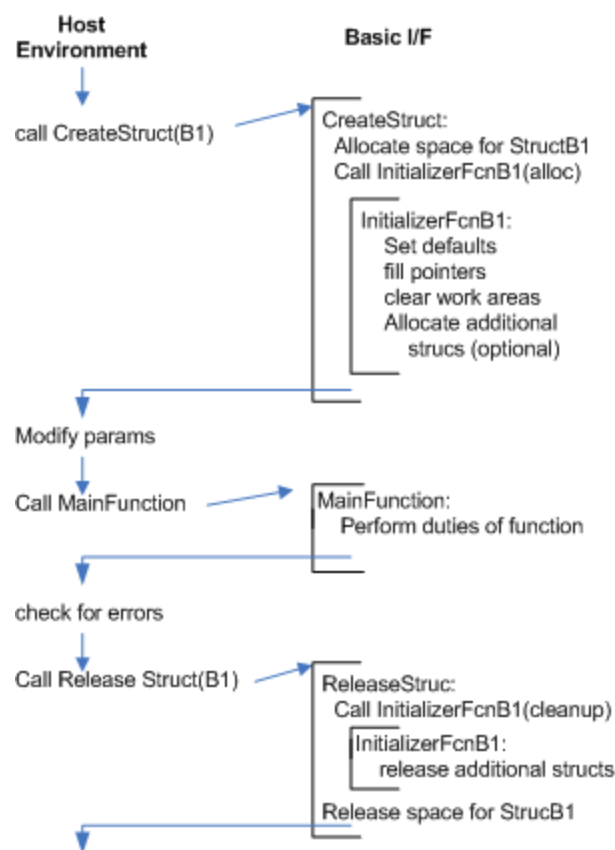 Host
Environment
Basic I/F
call CreateStruct(B1)
CreateStruct:
Allocate space for StructB1
Call InitializerFcnB1(alloc)
InitializerFcnB1:
Set defaults
fill pointers
clear work areas
Allocate additional
strucs (optional)
Modify params
Call MainFunction
MainFunction:
Perform duties of function
check for errors
Call Release Struct(B1)
ReleaseStruc:
Call InitializerFcnB1(cleanup)
InitializerFcnB1:
release additional structs
Release space for StrucB1